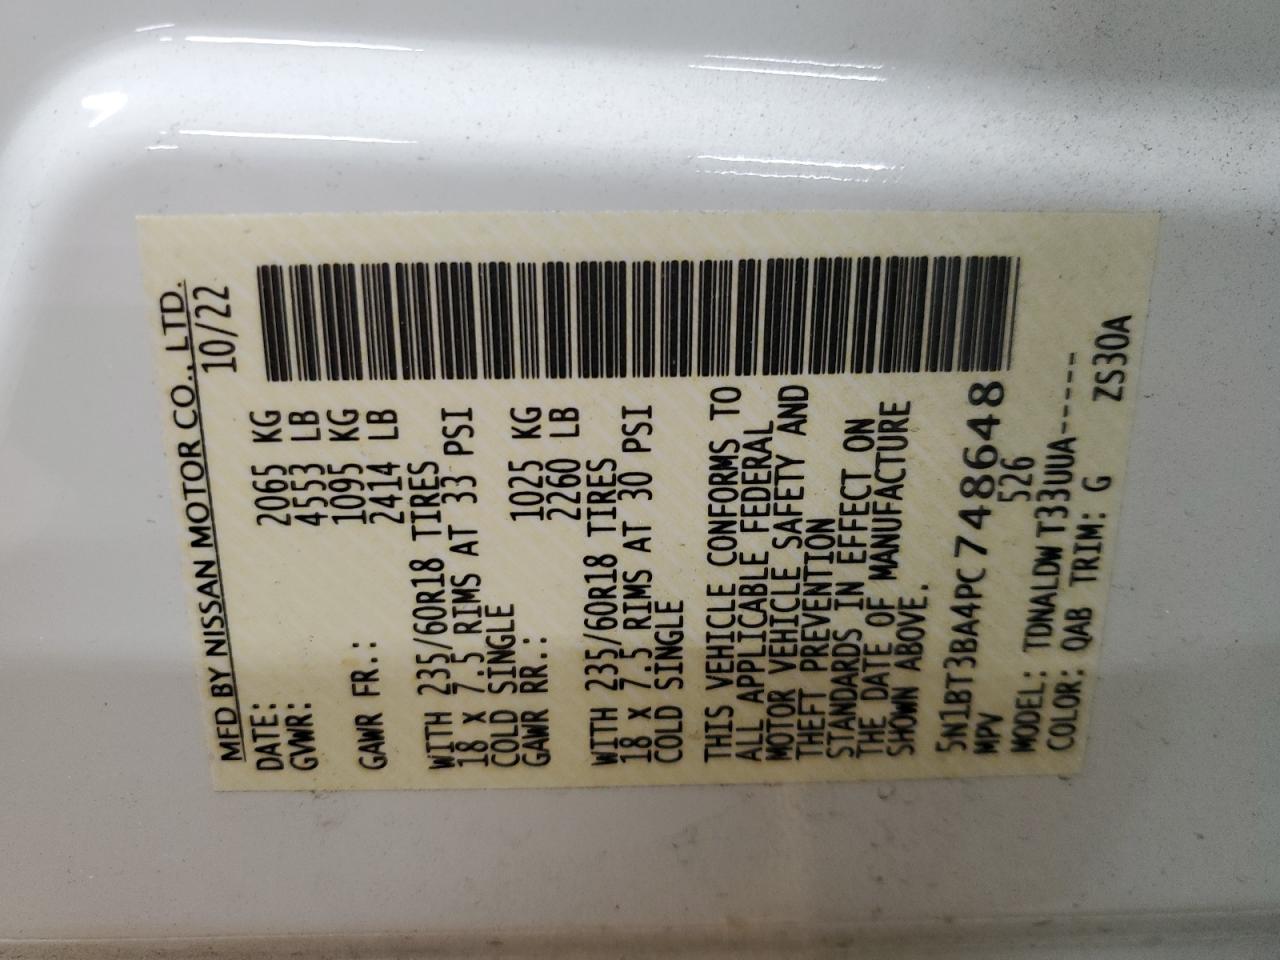 MFD BY NISSAN MOTOR CO., LTD.
DATE: 10/22
GVWR: 2065 KG
4553 LB
GAWR FR.: 1095 KG
2414 LB
WITH 235/60R18 TIRES
18 X 7.5 RIMS AT 33 PSI
COLD SINGLE
GAWR RR.: 1025 KG
2260 LB
WITH 235/60R18 TIRES
18 X 7.5 RIMS AT 30 PSI
COLD SINGLE
THIS VEHICLE CONFORMS TO
ALL APPLICABLE FEDERAL
MOTOR VEHICLE SAFETY AND
THEFT PREVENTION
STANDARDS IN EFFECT ON
THE DATE OF MANUFACTURE
SHOWN ABOVE.
5N1BT3BA4PC748648
MPV 526
MODEL: TDNALDW T33UUA-----
COLOR: QAB TRIM: G ZS30A